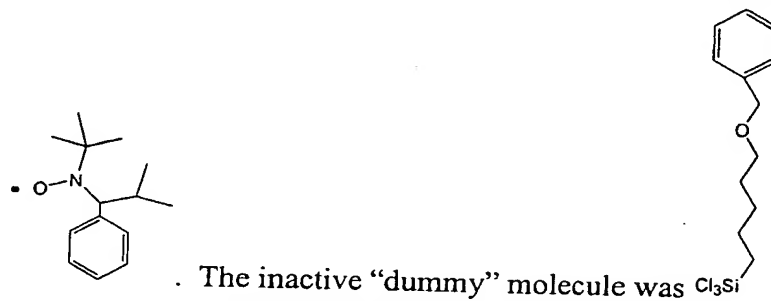 O
N
O
. The inactive “dummy” molecule was Cl₃Si